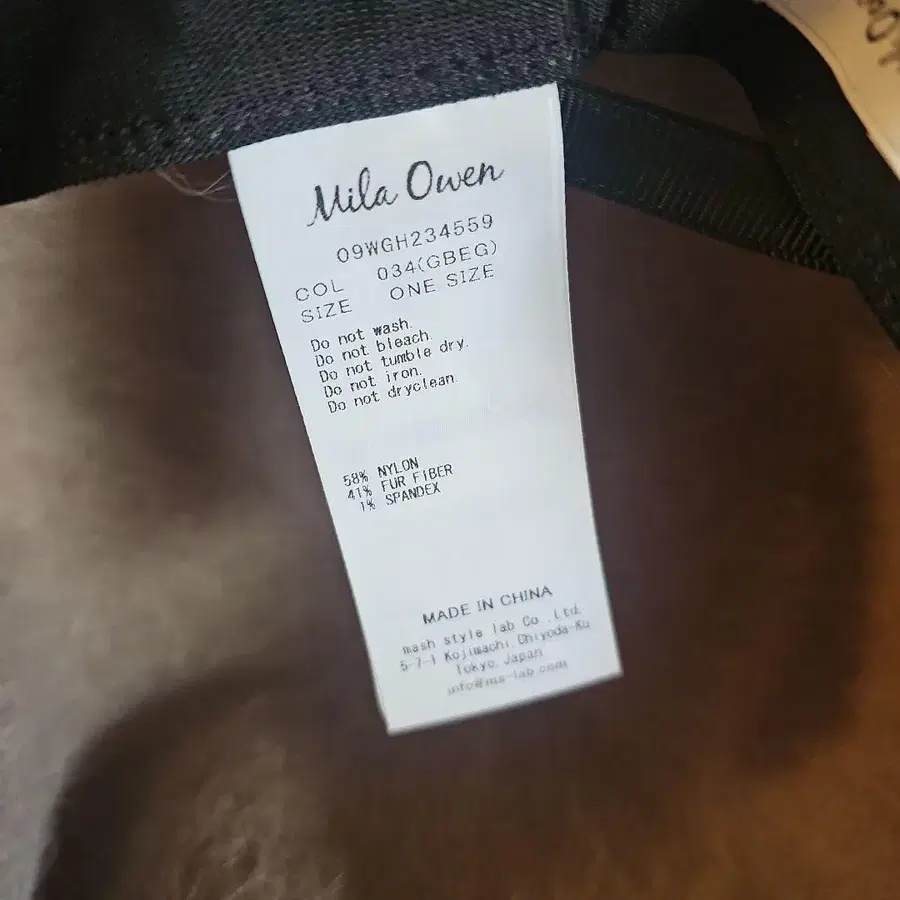 Mila Owen
09WGH234559
COL 034(GBEG)
SIZE ONE SIZE
Do not wash.
Do not bleach.
Do not tumble dry.
Do not iron.
Do not dryclean.
58% NYLON
41% FUR FIBER
1% SPANDEX
MADE IN CHINA
mash style lab Co.,Ltd.
5-7-1 Kojimachi,Chiyoda-Ku
Tokyo,Japan
info@ms-lab.com